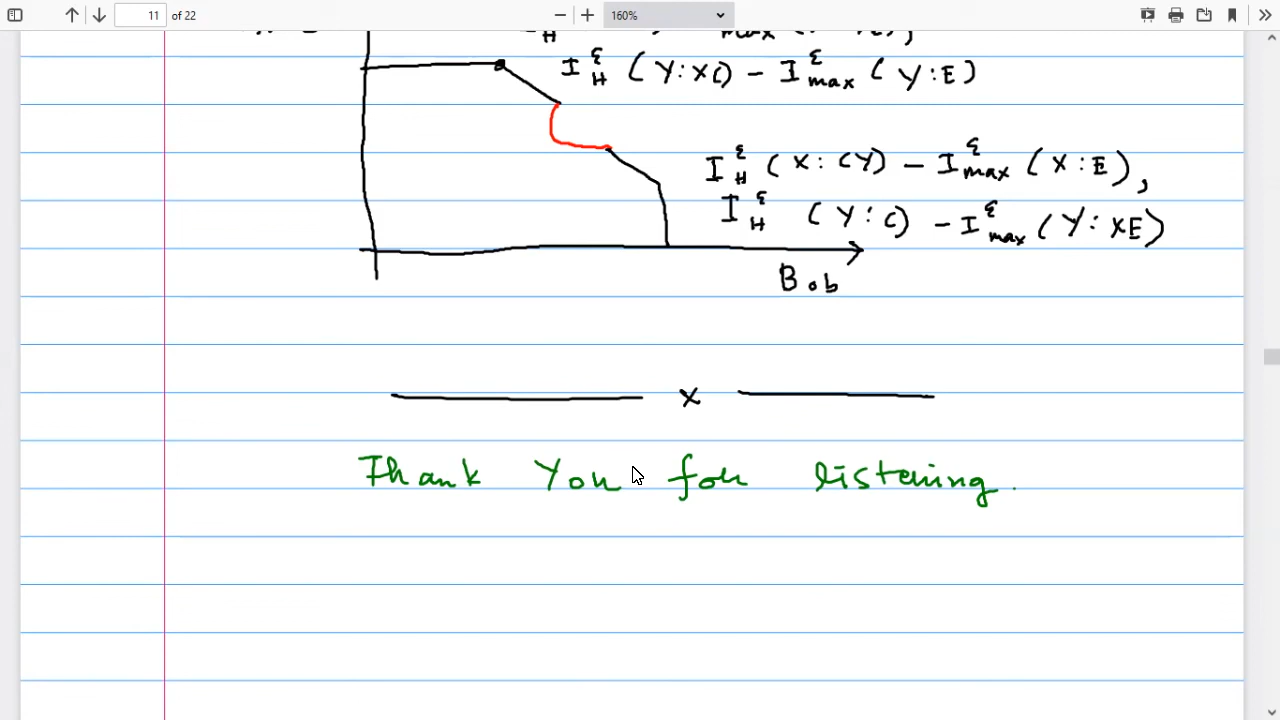 11 of 22 160%
I^ε_H (Y:XC) – I^ε_max (Y:E)
I^ε_H (X:CY) – I^ε_max (X:E),
I^ε_H (Y:C) – I^ε_max (Y:XE)
Bob
x
Thank You for listening.